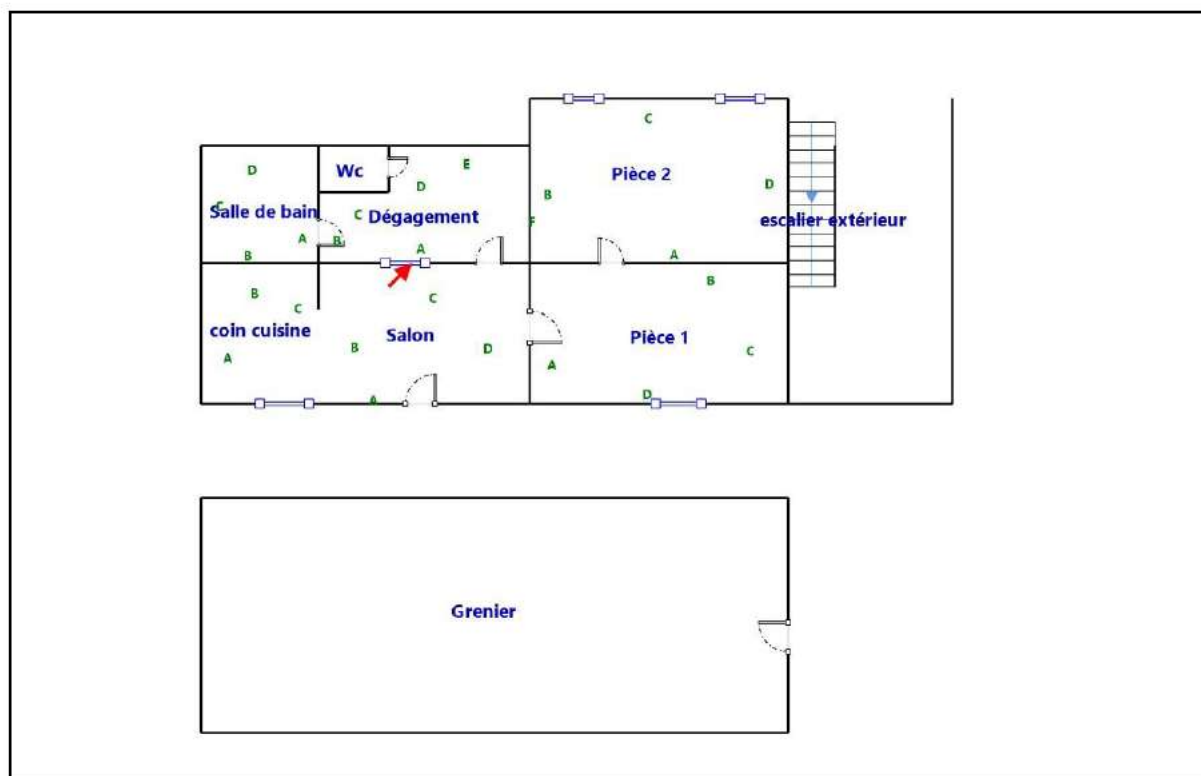 C
D
E
Wc
D
Pièce 2
D
B
C
Salle de bain
C
Dégagement
F
escalier extérieur
A
B
A
B
A
B
B
C
C
coin cuisine
Salon
Pièce 1
A
B
D
A
C
A
D
Grenier